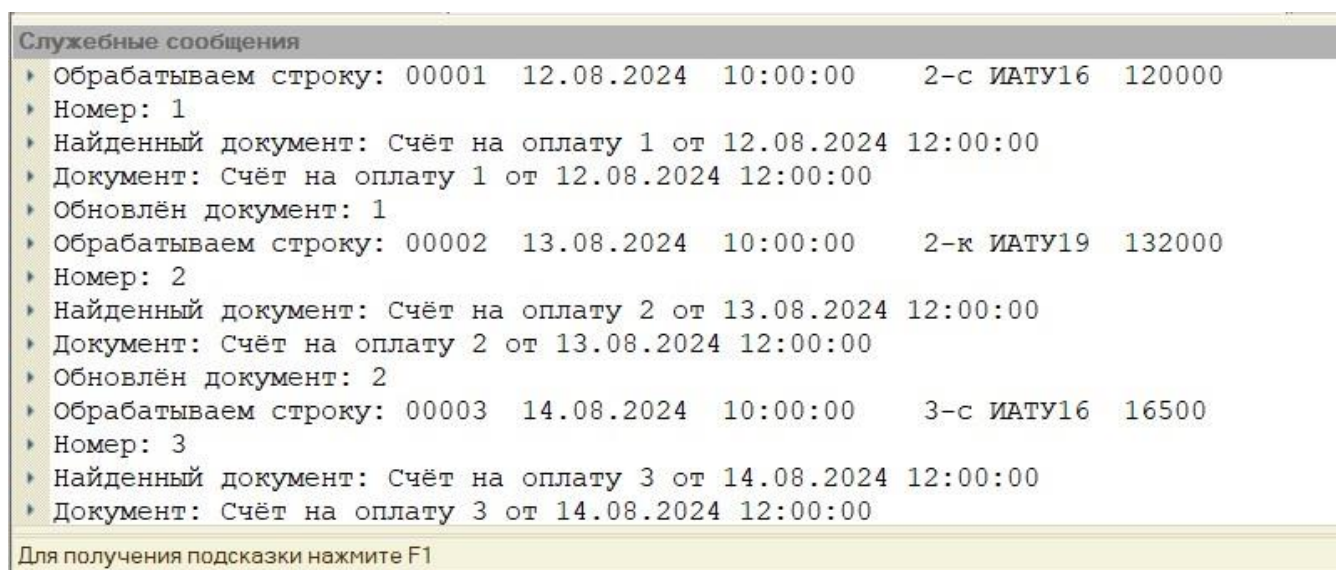 Служебные сообщения
Обрабатываем строку: 00001 12.08.2024 10:00:00 2-с ИАТУ16 120000
Номер: 1
Найденный документ: Счёт на оплату 1 от 12.08.2024 12:00:00
Документ: Счёт на оплату 1 от 12.08.2024 12:00:00
Обновлён документ: 1
Обрабатываем строку: 00002 13.08.2024 10:00:00 2-к ИАТУ19 132000
Номер: 2
Найденный документ: Счёт на оплату 2 от 13.08.2024 12:00:00
Документ: Счёт на оплату 2 от 13.08.2024 12:00:00
Обновлён документ: 2
Обрабатываем строку: 00003 14.08.2024 10:00:00 3-с ИАТУ16 16500
Номер: 3
Найденный документ: Счёт на оплату 3 от 14.08.2024 12:00:00
Документ: Счёт на оплату 3 от 14.08.2024 12:00:00
Для получения подсказки нажмите F1